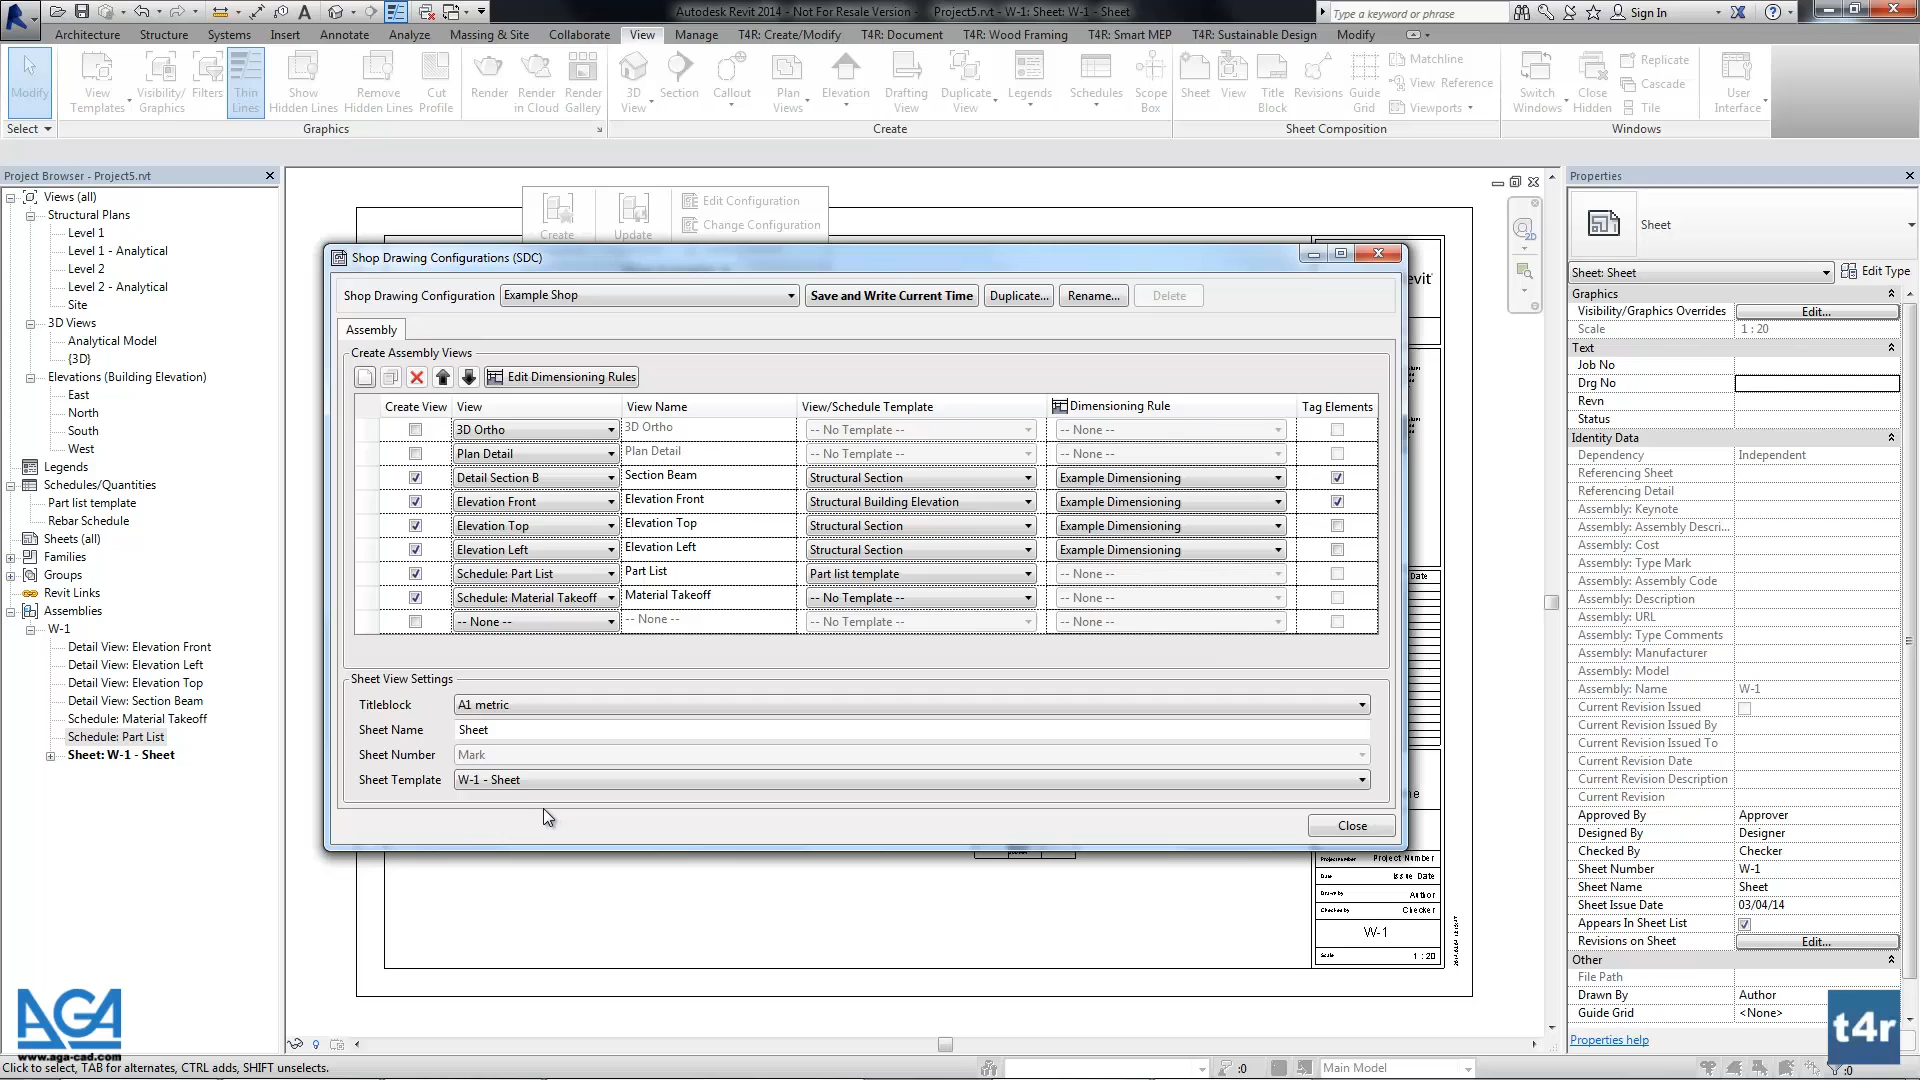 Autodesk Revit 2014 - Not For Resale Version -    Project5.rvt - W-1: Sheet: W-1 - Sheet
Type a keyword or phrase
Sign In
Architecture Structure Systems Insert Annotate Analyze Massing & Site Collaborate View Manage T4R: Create/Modify T4R: Document T4R: Wood Framing T4R: Smart MEP T4R: Sustainable Design Modify
Modify
View Templates
Visibility/ Graphics
Filters
Thin Lines
Show Hidden Lines
Remove Hidden Lines
Cut Profile
Render
Render in Cloud
Render Gallery
3D View
Section
Callout
Plan Views
Elevation
Drafting View
Duplicate View
Legends
Schedules
Scope Box
Sheet
View
Title Block
Revisions
Guide Grid
Matchline
View Reference
Viewports
Switch Windows
Close Hidden
Replicate
Cascade
Tile
User Interface
Select
Graphics
Create
Sheet Composition
Windows
Project Browser - Project5.rvt
Views (all)
Structural Plans
Level 1
Level 1 - Analytical
Level 2
Level 2 - Analytical
Site
3D Views
Analytical Model
{3D}
Elevations (Building Elevation)
East
North
South
West
Legends
Schedules/Quantities
Part list template
Rebar Schedule
Sheets (all)
Families
Groups
Revit Links
Assemblies
W-1
Detail View: Elevation Front
Detail View: Elevation Left
Detail View: Elevation Top
Detail View: Section Beam
Schedule: Material Takeoff
Schedule: Part List
Sheet: W-1 - Sheet
Create
Update
Edit Configuration
Change Configuration
2D
Shop Drawing Configurations (SDC)
Shop Drawing Configuration Example Shop Save and Write Current Time Duplicate... Rename... Delete
Assembly
Create Assembly Views
Edit Dimensioning Rules
Create View View View Name View/Schedule Template Dimensioning Rule Tag Elements
3D Ortho 3D Ortho -- No Template -- -- None --
Plan Detail Plan Detail -- No Template -- -- None --
Detail Section B Section Beam Structural Section Example Dimensioning
Elevation Front Elevation Front Structural Building Elevation Example Dimensioning
Elevation Top Elevation Top Structural Section Example Dimensioning
Elevation Left Elevation Left Structural Section Example Dimensioning
Schedule: Part List Part List Part list template -- None --
Schedule: Material Takeoff Material Takeoff -- No Template -- -- None --
-- None -- -- None -- -- No Template -- -- None --
Sheet View Settings
Titleblock A1 metric
Sheet Name Sheet
Sheet Number Mark
Sheet Template W-1 - Sheet
Close
evit
Date
Project number Project Number
Date Issue Date
Drawn by Author
Checked by Checker
W-1
Scale 1 : 20
Properties
Sheet
Sheet: Sheet Edit Type
Graphics
Visibility/Graphics Overrides Edit...
Scale 1 : 20
Text
Job No
Drg No
Revn
Status
Identity Data
Dependency Independent
Referencing Sheet
Referencing Detail
Assembly: Keynote
Assembly: Assembly Descri...
Assembly: Cost
Assembly: Type Mark
Assembly: Assembly Code
Assembly: Description
Assembly: URL
Assembly: Type Comments
Assembly: Manufacturer
Assembly: Model
Assembly: Name W-1
Current Revision Issued
Current Revision Issued By
Current Revision Issued To
Current Revision Date
Current Revision Description
Current Revision
Approved By Approver
Designed By Designer
Checked By Checker
Sheet Number W-1
Sheet Name Sheet
Sheet Issue Date 03/04/14
Appears In Sheet List
Revisions on Sheet Edit...
Other
File Path
Drawn By Author
Guide Grid <None>
Properties help
AGA
www.aga-cad.com
t4r
Click to select, TAB for alternates, CTRL adds, SHIFT unselects.
:0
Main Model
:0